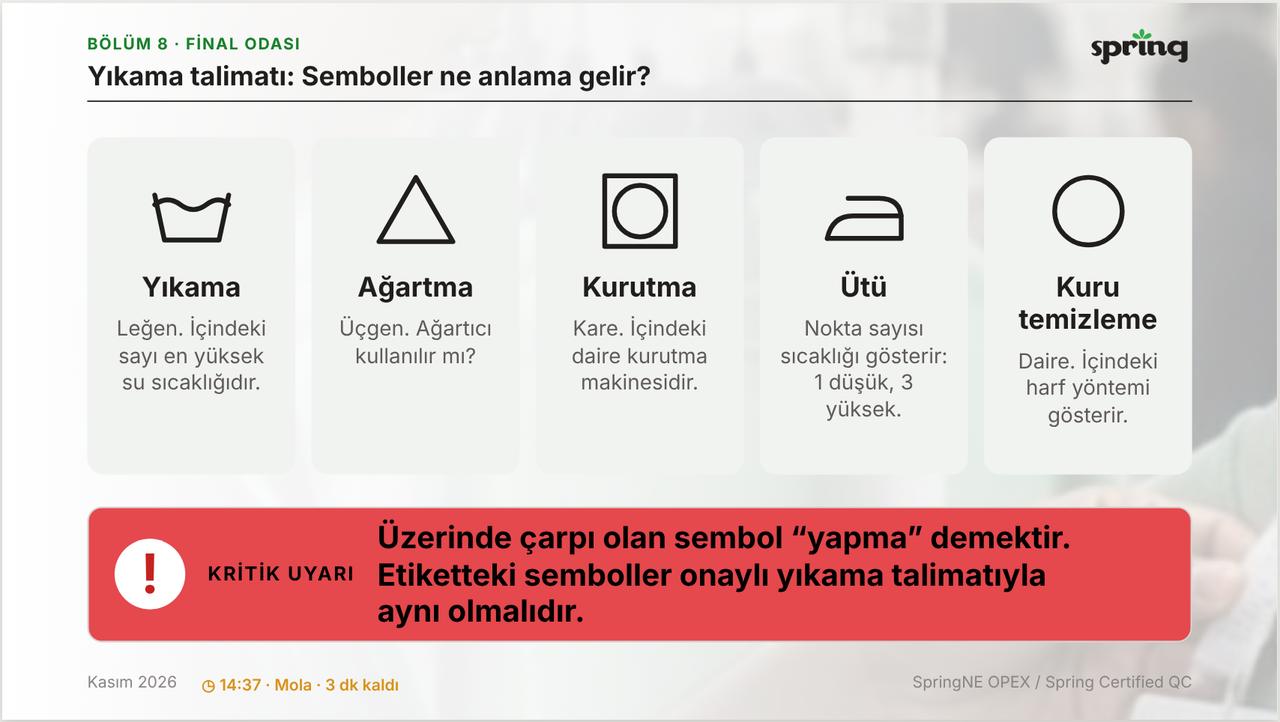 BÖLÜM 8 · FİNAL ODASI
spring
Yıkama talimatı: Semboller ne anlama gelir?
Yıkama
Leğen. İçindeki
sayı en yüksek
su sıcaklığıdır.
Ağartma
Üçgen. Ağartıcı
kullanılır mı?
Kurutma
Kare. İçindeki
daire kurutma
makinesidir.
Ütü
Nokta sayısı
sıcaklığı gösterir:
1 düşük, 3
yüksek.
Kuru
temizleme
Daire. İçindeki
harf yöntemi
gösterir.
KRİTİK UYARI
Üzerinde çarpı olan sembol “yapma” demektir.
Etiketteki semboller onaylı yıkama talimatıyla
aynı olmalıdır.
Kasım 2026
14:37 · Mola · 3 dk kaldı
SpringNE OPEX / Spring Certified QC